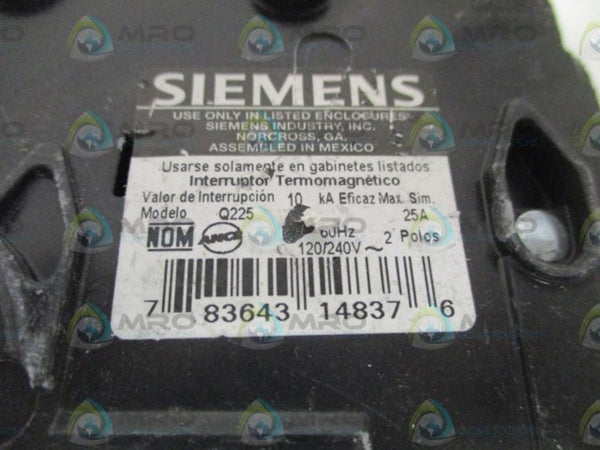 SIEMENS
USE ONLY IN LISTED ENCLOSURES
SIEMENS INDUSTRY, INC.
NORCROSS, GA.
ASSEMBLED IN MEXICO
Usarse solamente en gabinetes listados
Interruptor Termomagnético
Valor de Interrupción 10 kA Eficaz Max. Sim.
Modelo Q225 25A
NOM ANCE 60Hz
120/240V ~ 2 Polos
7 83643 14837 6
MRO